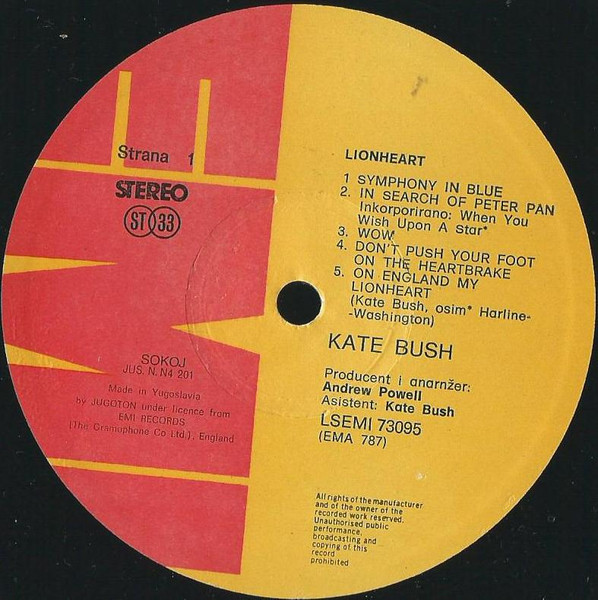 Strana 1
STEREO
ST 33
SOKOJ
JUS. N. N4 201
Made in Yugoslavia
by JUGOTON under licence from
EMI RECORDS
(The Gramophone Co Ltd), England
LIONHEART
1 SYMPHONY IN BLUE
2. IN SEARCH OF PETER PAN
Inkorporirano: When You
Wish Upon A Star*
3. WOW
4. DON'T PUSH YOUR FOOT
ON THE HEARTBRAKE
5. ON ENGLAND MY
LIONHEART
(Kate Bush, osim* Harline-
-Washington)
KATE BUSH
Producent i anarnžer:
Andrew Powell
Asistent: Kate Bush
LSEMI 73095
(EMA 787)
All rights of the manufacturer
and of the owner of the
recorded work reserved.
Unauthorised public
performance,
broadcasting and
copying of this
record
prohibited